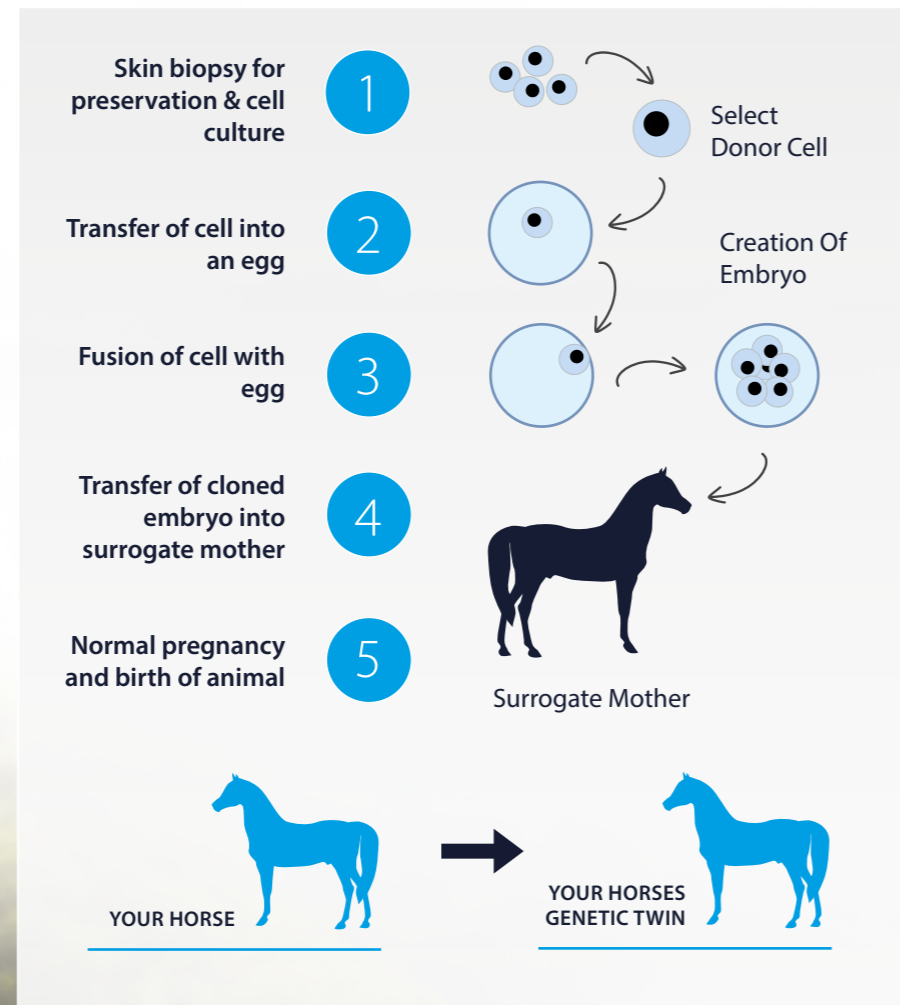 Skin biopsy for
preservation & cell
culture
1
Select
Donor Cell
Transfer of cell into
an egg
2
Creation Of
Embryo
Fusion of cell with
egg
3
Transfer of cloned
embryo into
surrogate mother
4
Normal pregnancy
and birth of animal
5
Surrogate Mother
YOUR HORSE
YOUR HORSES
GENETIC TWIN